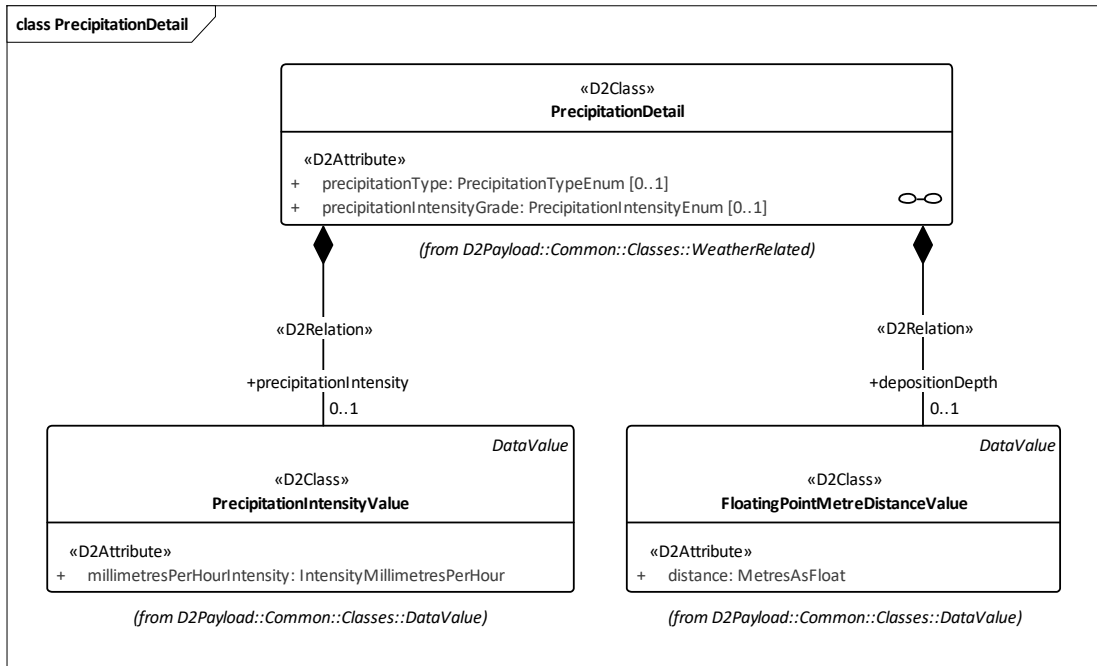 class PrecipitationDetail
«D2Class»
PrecipitationDetail
«D2Attribute»
+ precipitationType: PrecipitationTypeEnum [0..1]
+ precipitationIntensityGrade: PrecipitationIntensityEnum [0..1]
(from D2Payload::Common::Classes::WeatherRelated)
«D2Relation»
+precipitationIntensity
0..1
«D2Relation»
+depositionDepth
0..1
DataValue
«D2Class»
PrecipitationIntensityValue
«D2Attribute»
+ millimetresPerHourIntensity: IntensityMillimetresPerHour
(from D2Payload::Common::Classes::DataValue)
DataValue
«D2Class»
FloatingPointMetreDistanceValue
«D2Attribute»
+ distance: MetresAsFloat
(from D2Payload::Common::Classes::DataValue)